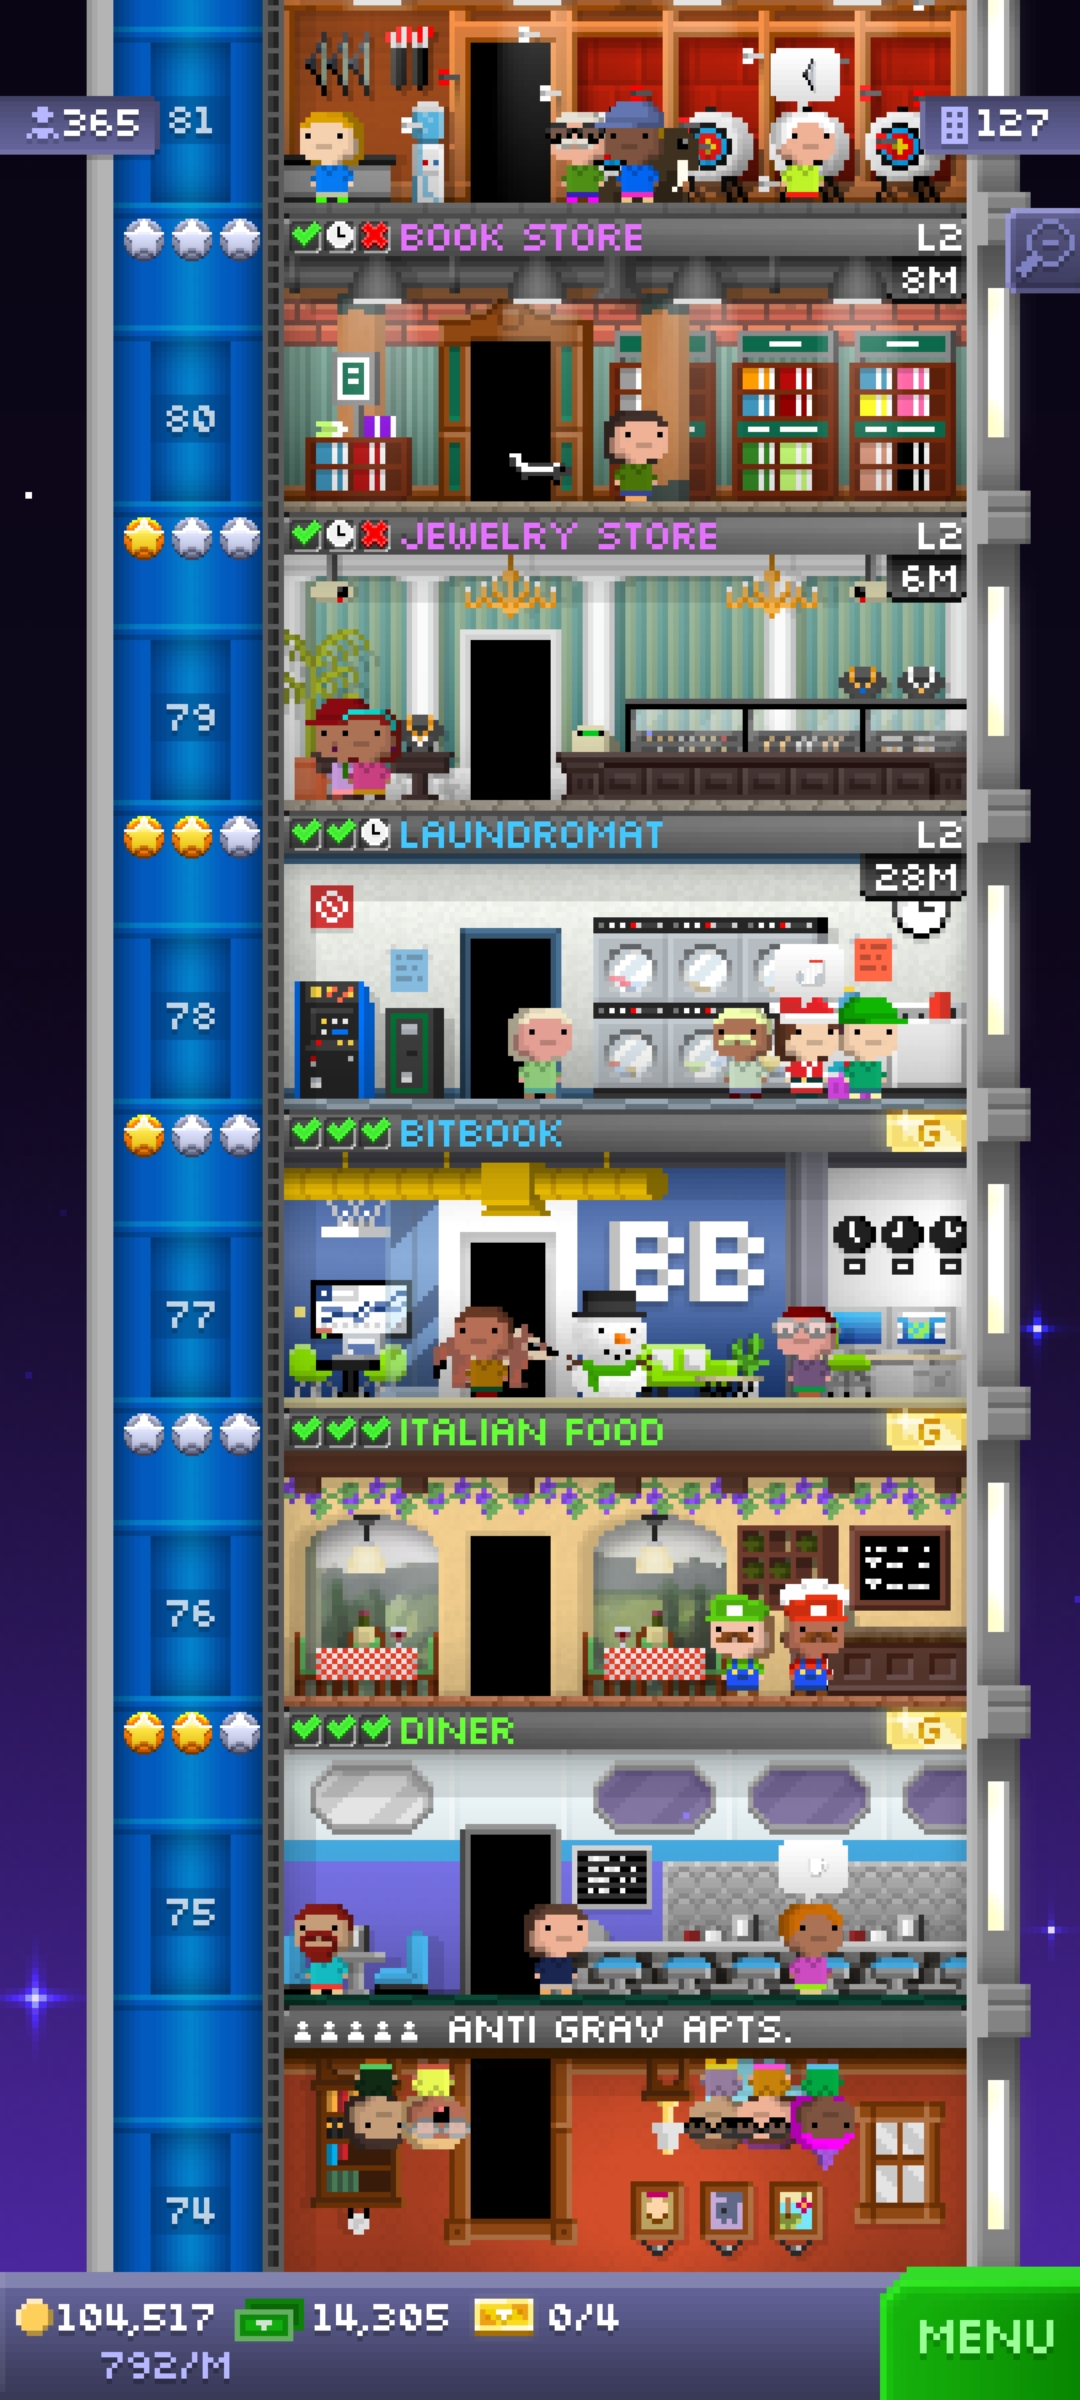 365
81
127
BOOK STORE L2
8M
80
JEWELRY STORE L2
6M
79
LAUNDROMAT L2
28M
78
BITBOOK G
BB
77
ITALIAN FOOD G
76
DINER G
75
ANTI GRAV APTS.
74
104,517 14,305 0/4
792/M
MENU